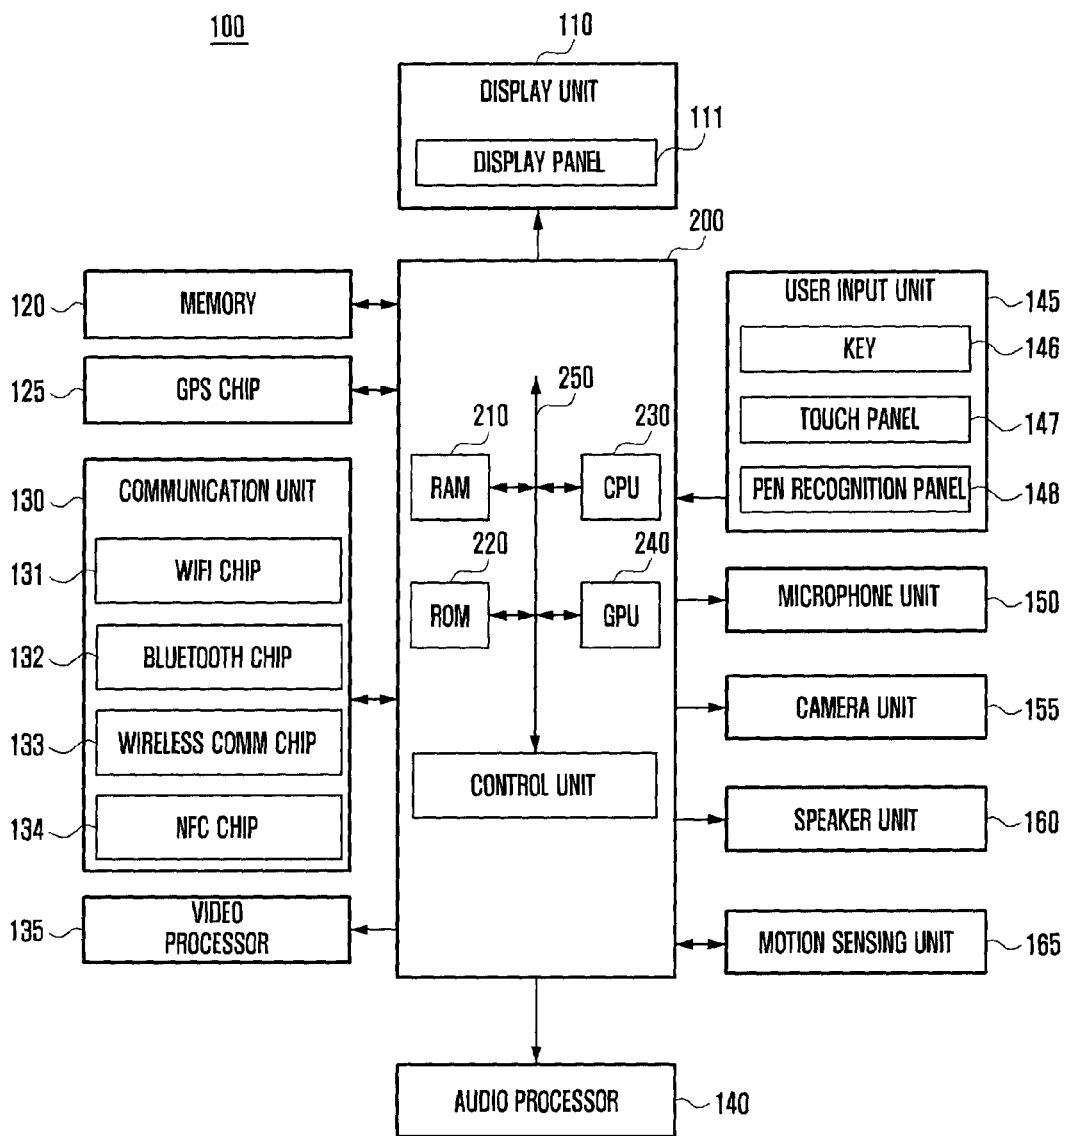 100
110
DISPLAY UNIT
111
DISPLAY PANEL
200
120
MEMORY
125
GPS CHIP
130
COMMUNICATION UNIT
131
WIFI CHIP
132
BLUETOOTH CHIP
133
WIRELESS COMM CHIP
134
NFC CHIP
135
VIDEO
PROCESSOR
250
210
RAM
230
CPU
220
ROM
240
GPU
CONTROL UNIT
USER INPUT UNIT
145
KEY
146
TOUCH PANEL
147
PEN RECOGNITION PANEL
148
MICROPHONE UNIT
150
CAMERA UNIT
155
SPEAKER UNIT
160
MOTION SENSING UNIT
165
AUDIO PROCESSOR
140